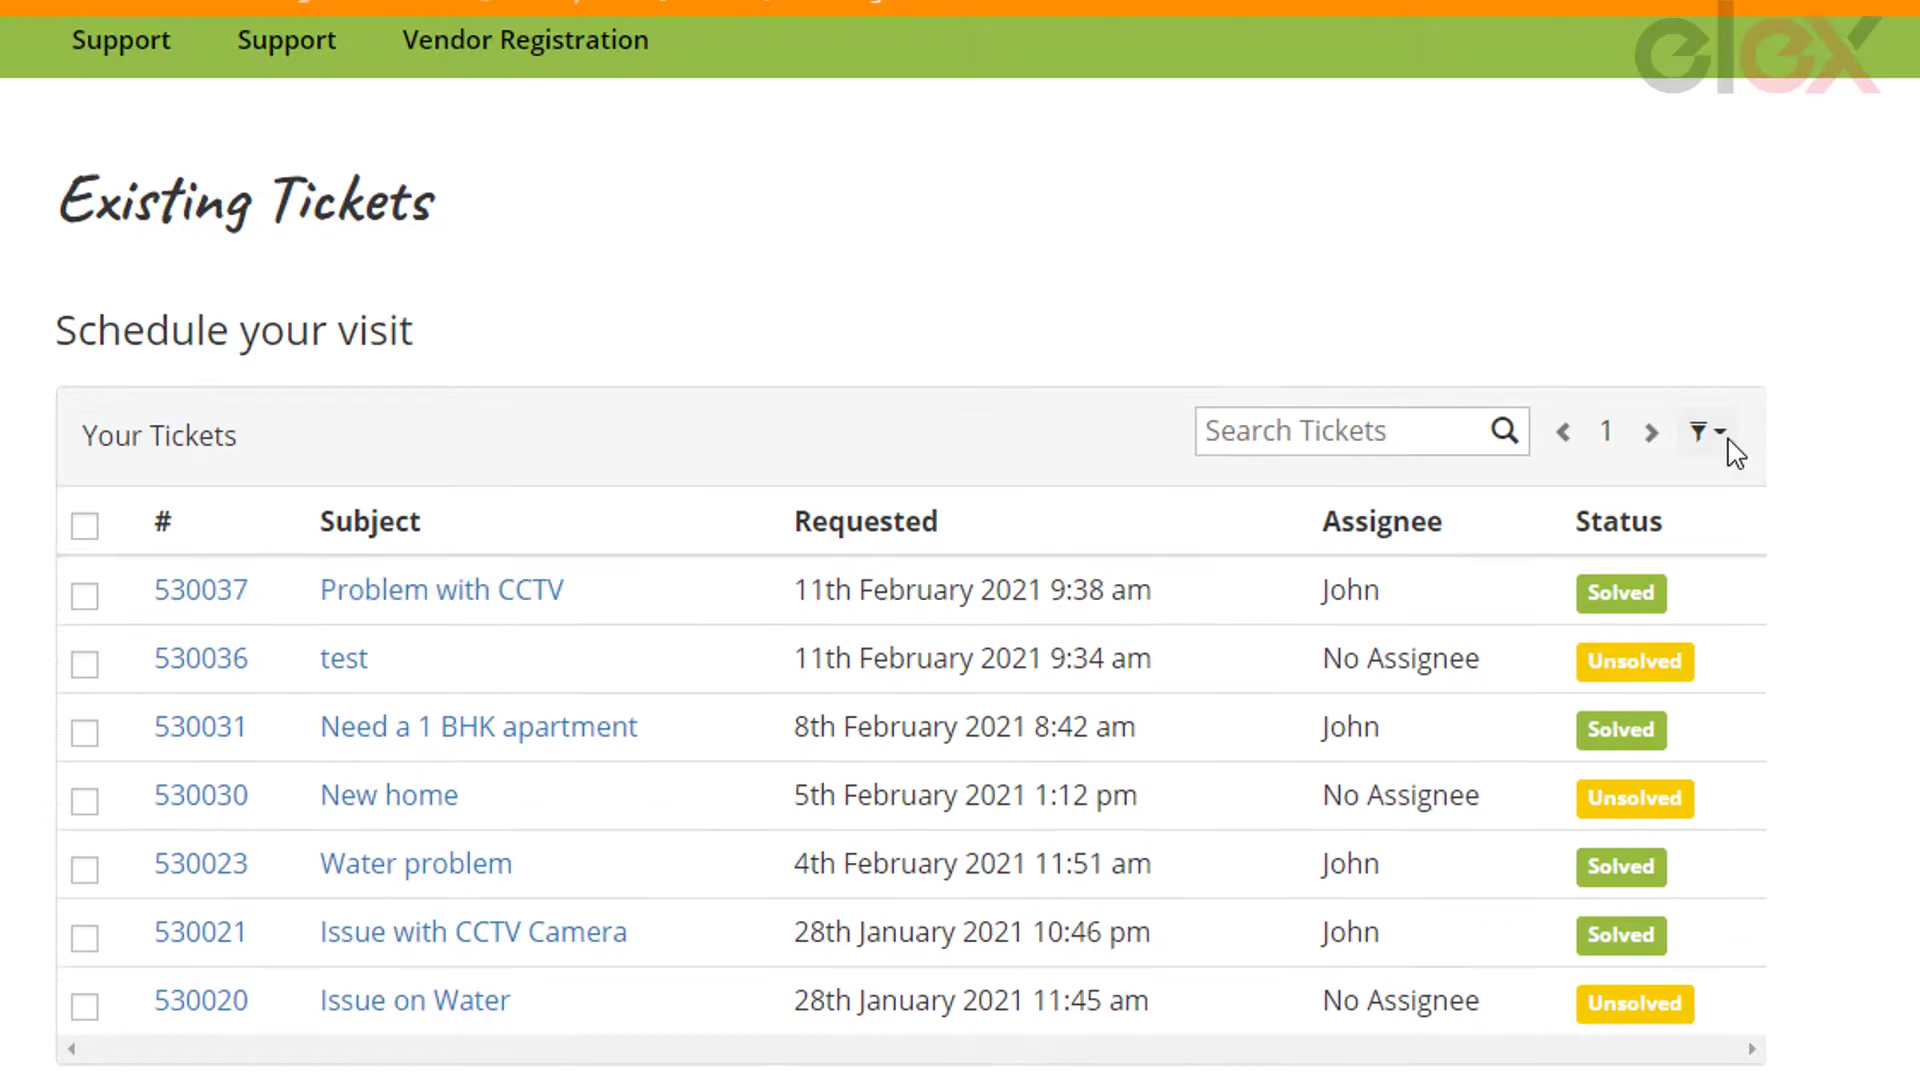 Support Support Vendor Registration
elex
Existing Tickets
Schedule your visit
Your Tickets Search Tickets 1
# Subject Requested Assignee Status
530037 Problem with CCTV 11th February 2021 9:38 am John Solved
530036 test 11th February 2021 9:34 am No Assignee Unsolved
530031 Need a 1 BHK apartment 8th February 2021 8:42 am John Solved
530030 New home 5th February 2021 1:12 pm No Assignee Unsolved
530023 Water problem 4th February 2021 11:51 am John Solved
530021 Issue with CCTV Camera 28th January 2021 10:46 pm John Solved
530020 Issue on Water 28th January 2021 11:45 am No Assignee Unsolved